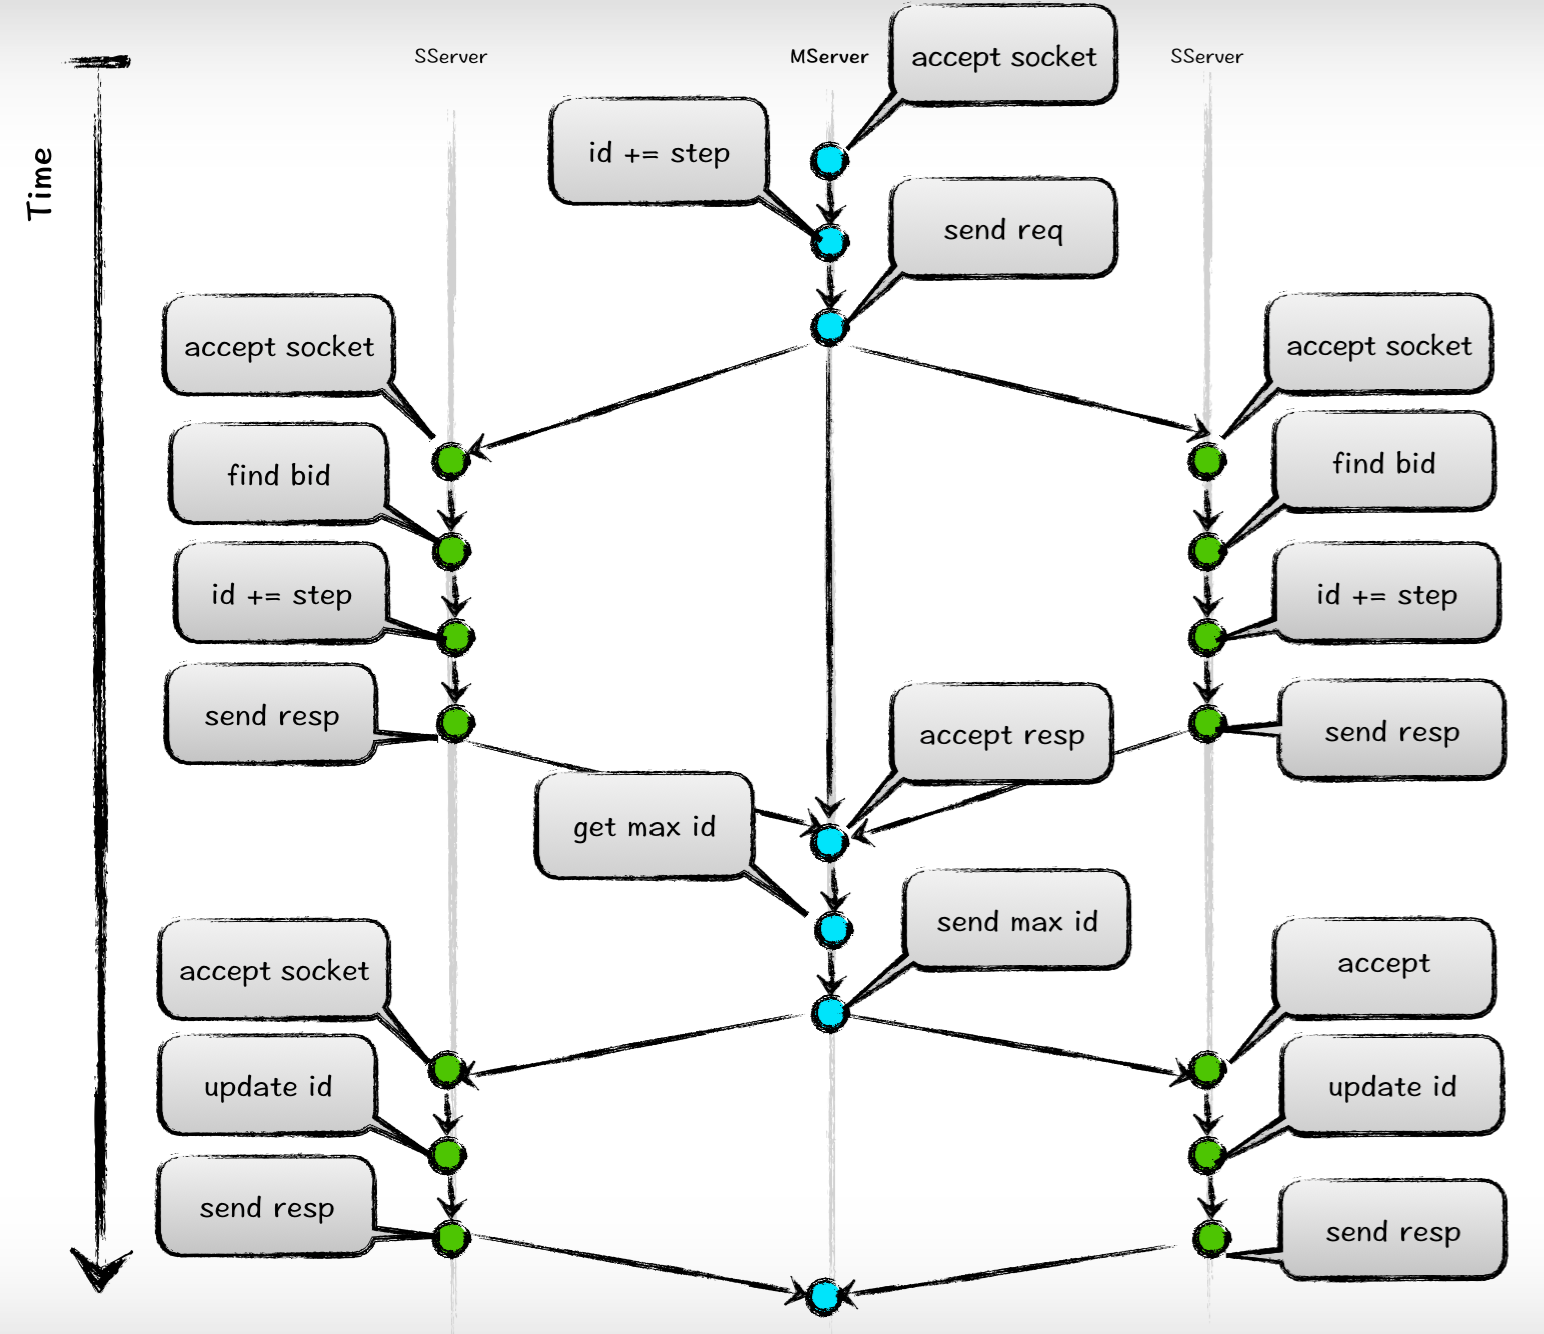 SServer
MServer
SServer
accept socket
id += step
send req
Time
accept socket
accept socket
find bid
find bid
id += step
id += step
send resp
accept resp
send resp
get max id
send max id
accept socket
accept
update id
update id
send resp
send resp